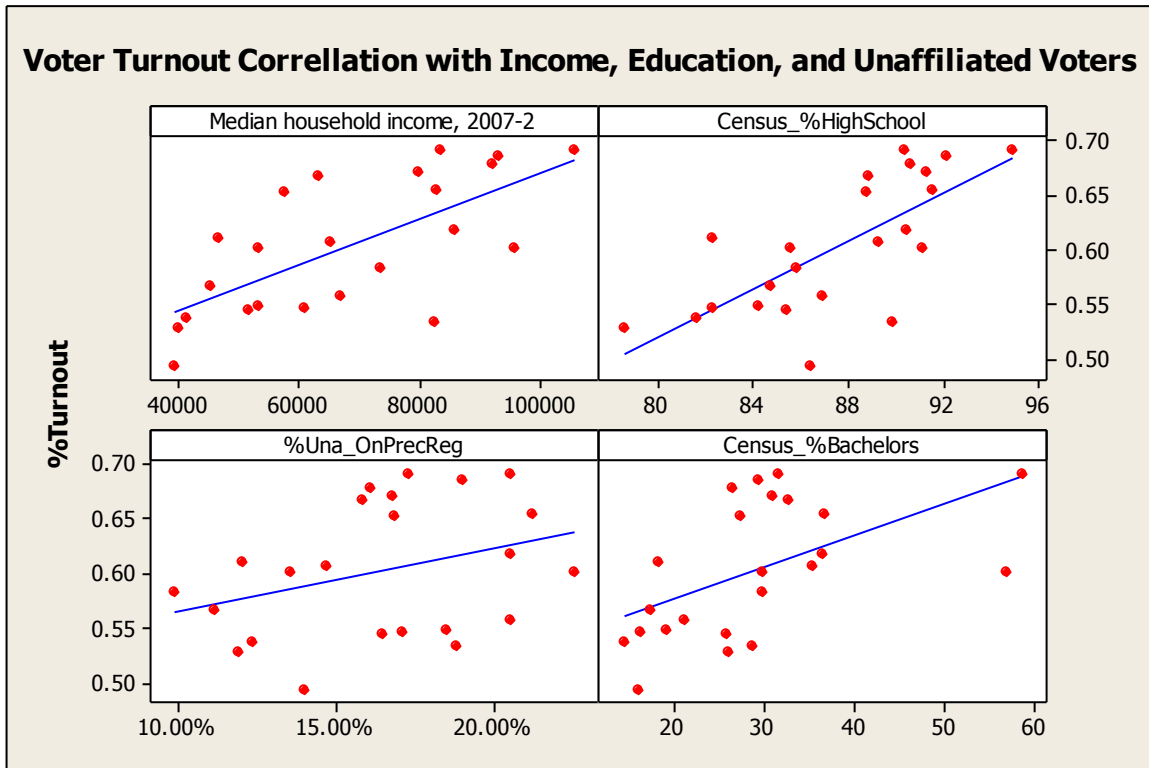 Voter Turnout Correllation with Income, Education, and Unaffiliated Voters
Median household income, 2007-2
Census_%HighSchool
0.70
0.65
0.60
0.55
0.50
40000 60000 80000 100000
80 84 88 92 96
%Turnout
%Una_OnPrecReg
Census_%Bachelors
0.70
0.65
0.60
0.55
0.50
10.00% 15.00% 20.00%
20 30 40 50 60